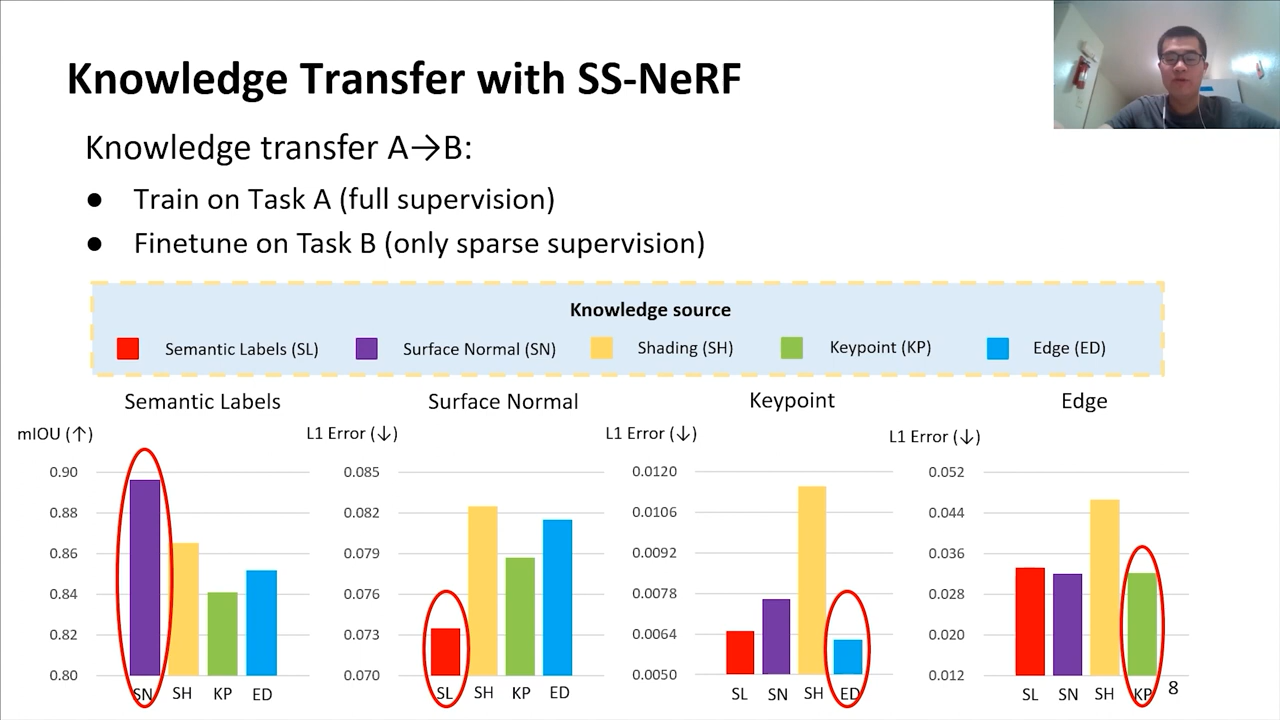 Knowledge Transfer with SS-NeRF
Knowledge transfer A→B:
● Train on Task A (full supervision)
● Finetune on Task B (only sparse supervision)
Knowledge source
Semantic Labels (SL) Surface Normal (SN) Shading (SH) Keypoint (KP) Edge (ED)
Semantic Labels
mIOU (↑)
0.90
0.88
0.86
0.84
0.82
0.80
SN SH KP ED
Surface Normal
L1 Error (↓)
0.085
0.082
0.079
0.076
0.073
0.070
SL SH KP ED
Keypoint
L1 Error (↓)
0.0120
0.0106
0.0092
0.0078
0.0064
0.0050
SL SN SH ED
Edge
L1 Error (↓)
0.052
0.044
0.036
0.028
0.020
0.012
SL SN SH KP
8